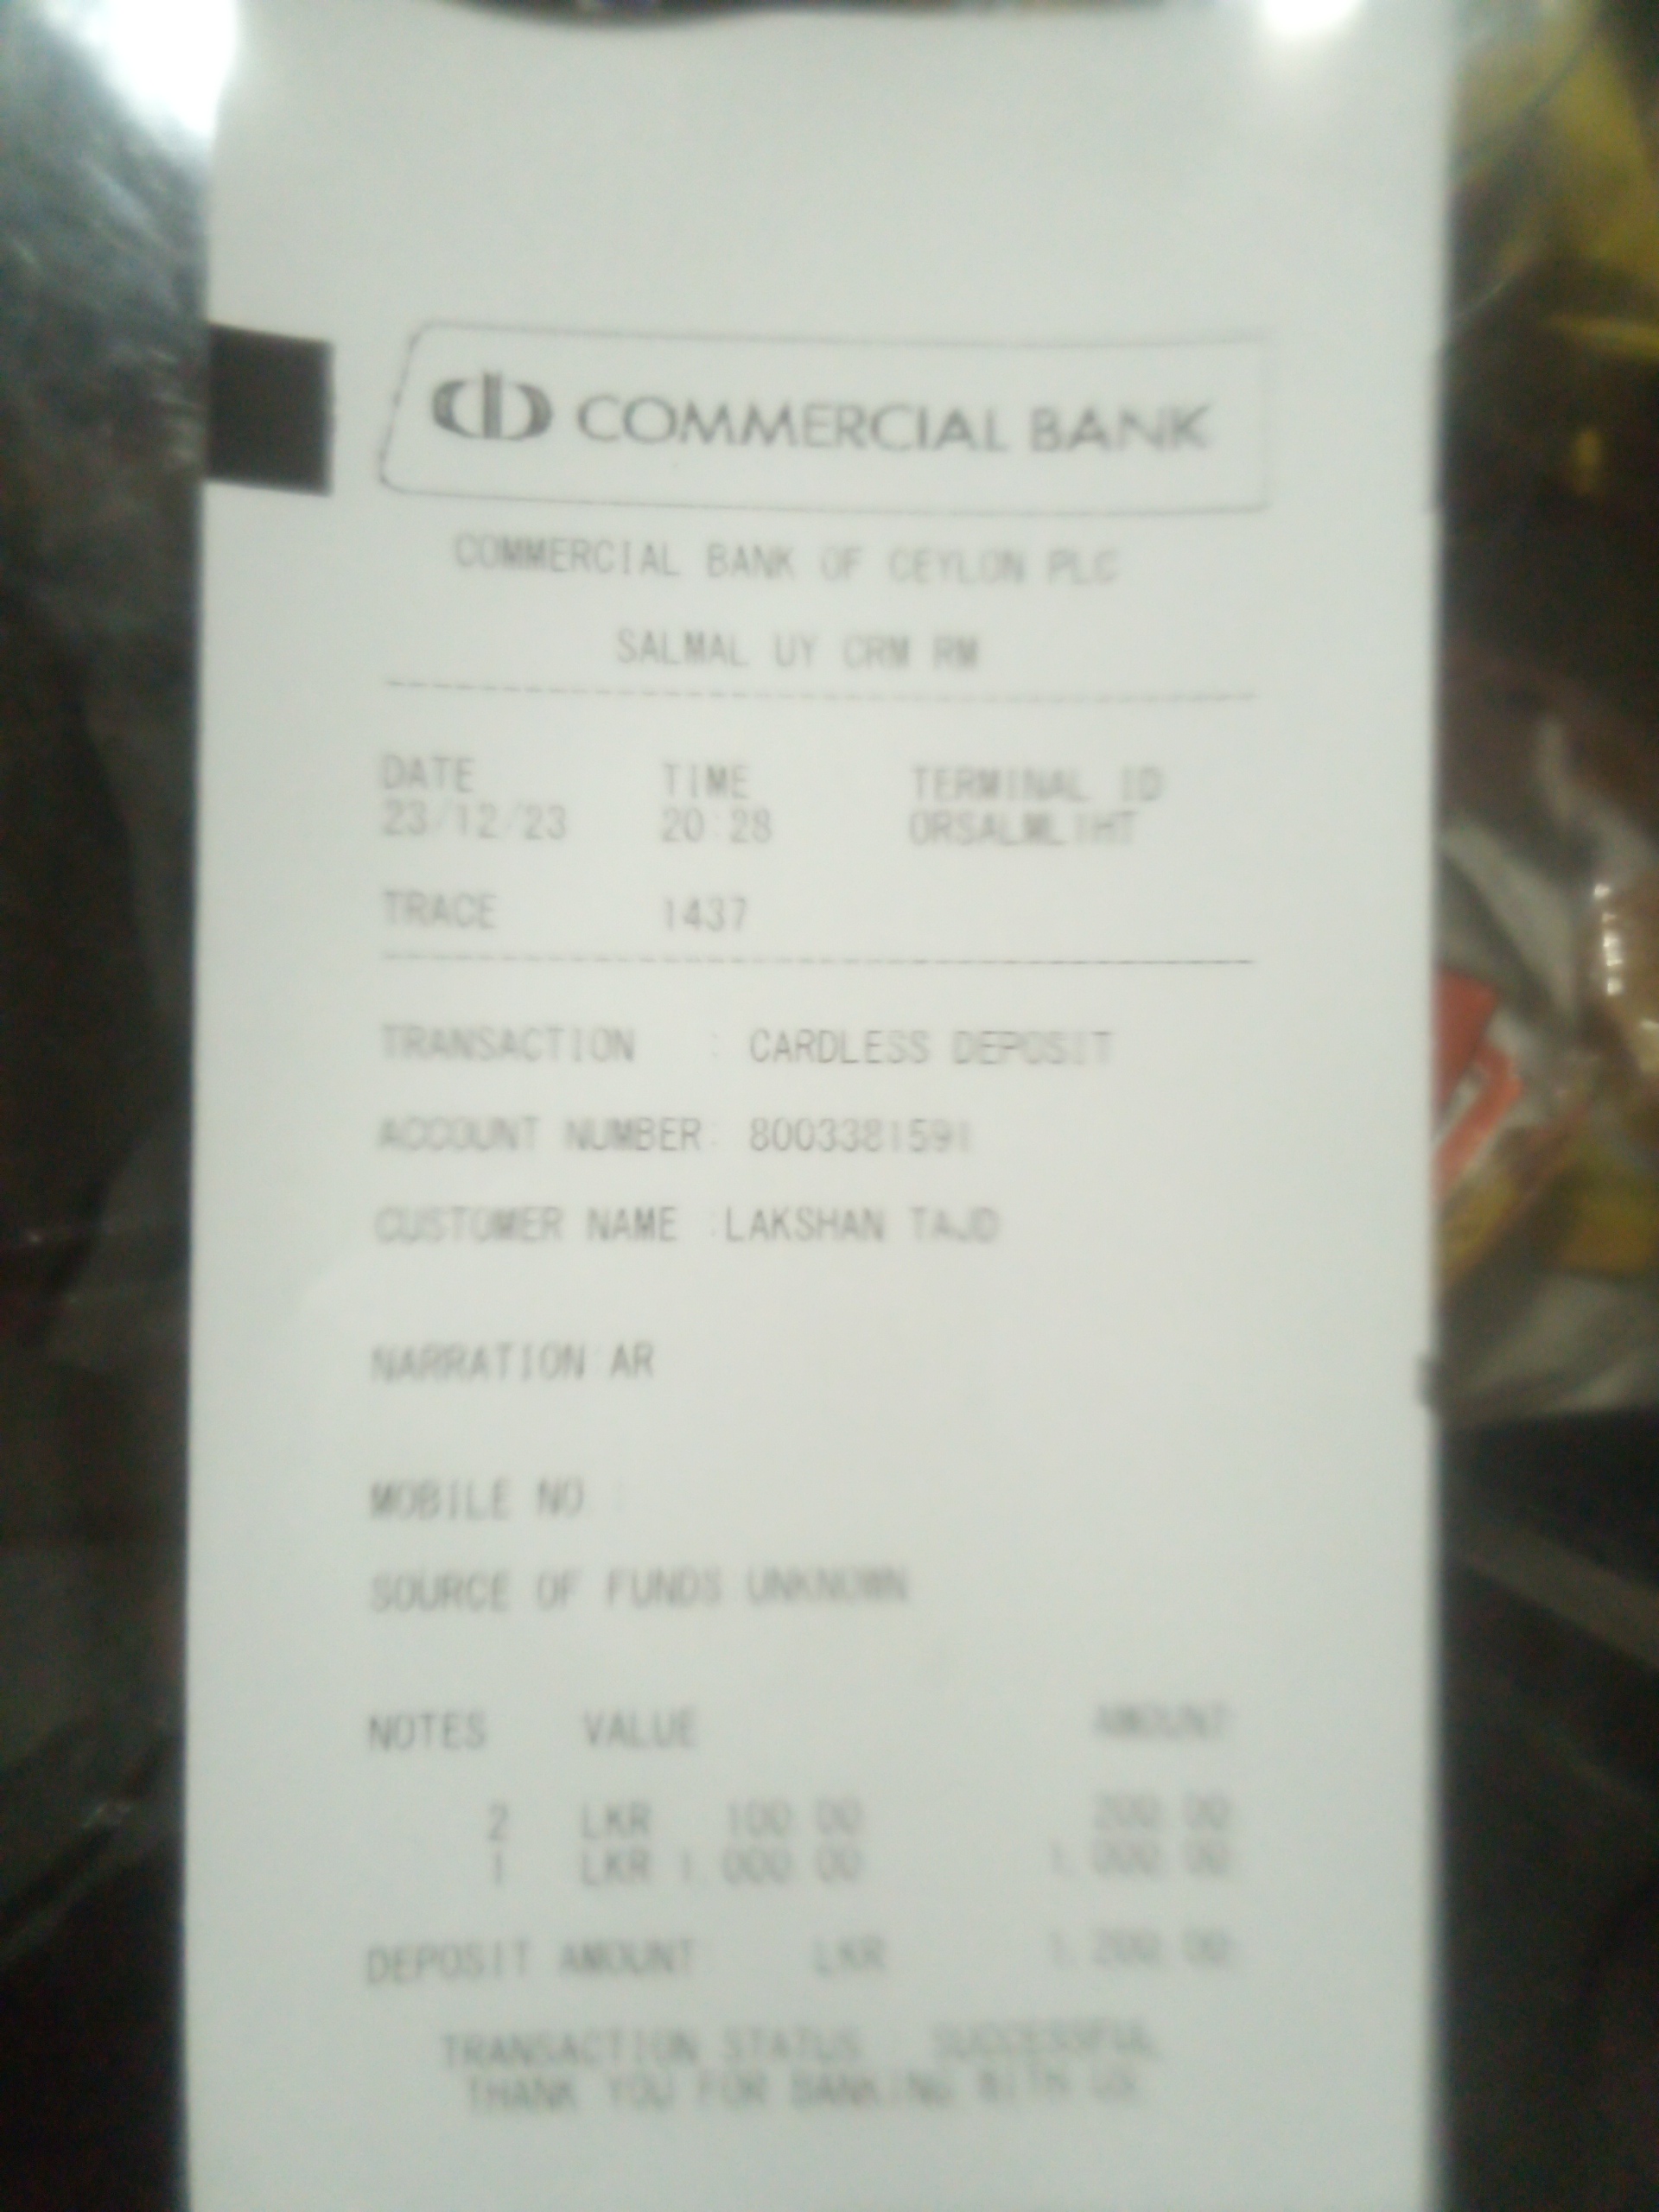 COMMERCIAL BANK
COMMERCIAL BANK OF CEYLON PLC
SALMAL UY CRM RM
DATE TIME TERMINAL ID
23/12/23 20:28
TRACE 1437
TRANSACTION : CARDLESS DEPOSIT
ACCOUNT NUMBER: 8003381591
CUSTOMER NAME :LAKSHAN TAJD
NARRATION:AR
MOBILE NO :
SOURCE OF FUNDS:UNKNOWN
NOTES VALUE AMOUNT
2 LKR 100.00 200.00
1 LKR 1,000.00 1,000.00
DEPOSIT AMOUNT LKR 1,200.00
TRANSACTION STATUS : SUCCESSFUL
THANK YOU FOR BANKING WITH US